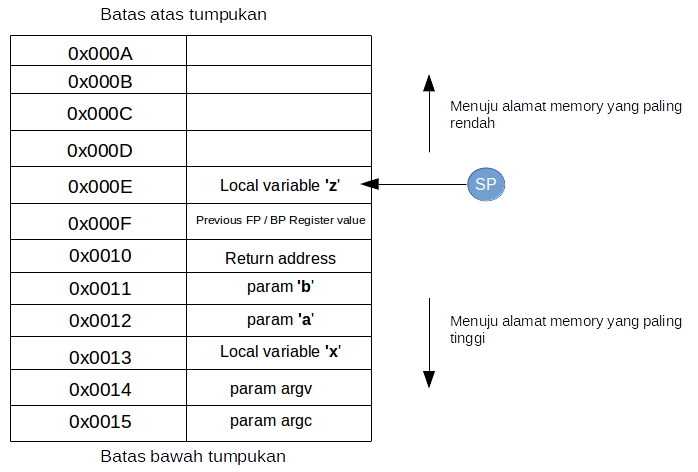 Batas atas tumpukan
0x000A
0x000B
0x000C
0x000D
0x000E Local variable 'z'
0x000F Previous FP / BP Register value
0x0010 Return address
0x0011 param 'b'
0x0012 param 'a'
0x0013 Local variable 'x'
0x0014 param argv
0x0015 param argc
Batas bawah tumpukan
Menuju alamat memory yang paling
rendah
SP
Menuju alamat memory yang paling
tinggi